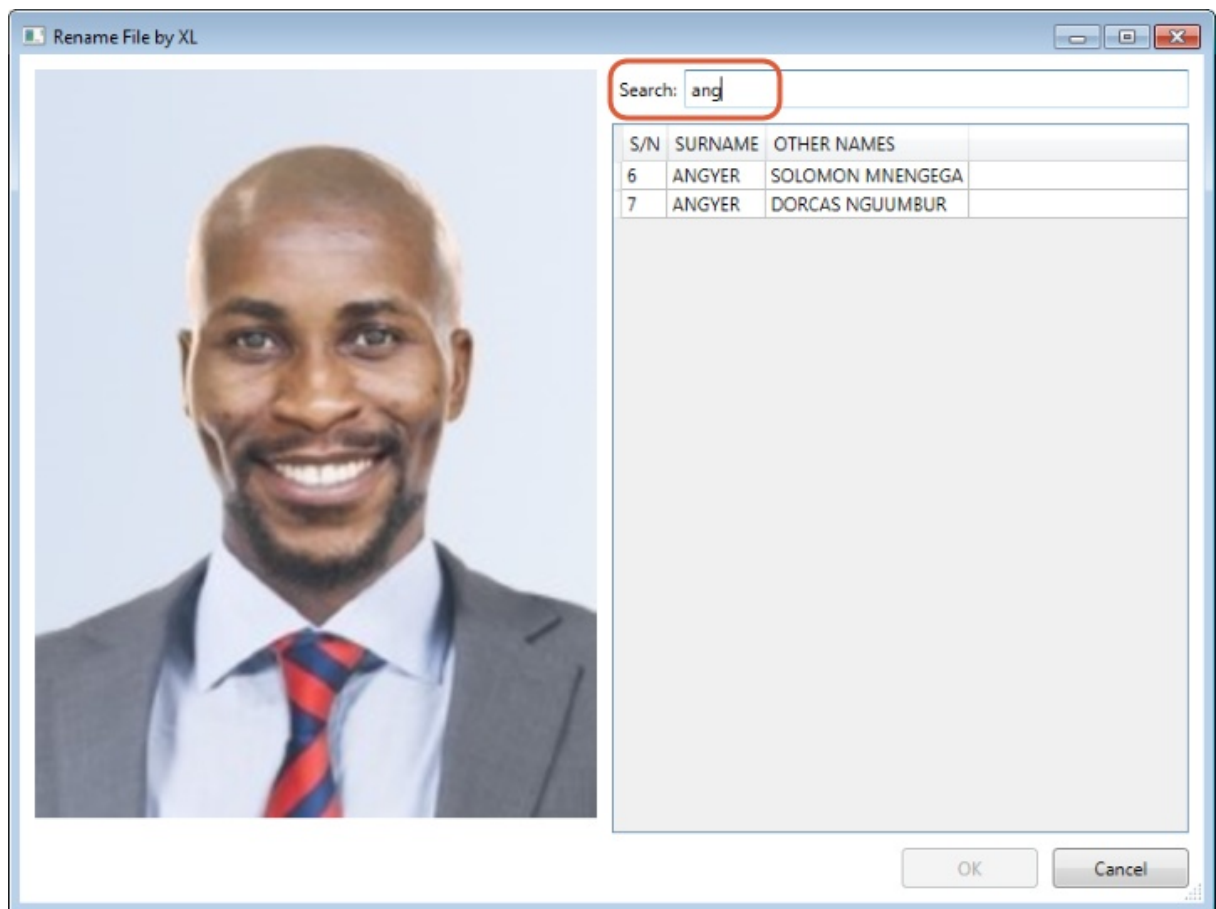 Rename File by XL
Search: ang
S/N SURNAME OTHER NAMES
6 ANGYER SOLOMON MNENGEGA
7 ANGYER DORCAS NGUUMBUR
OK Cancel